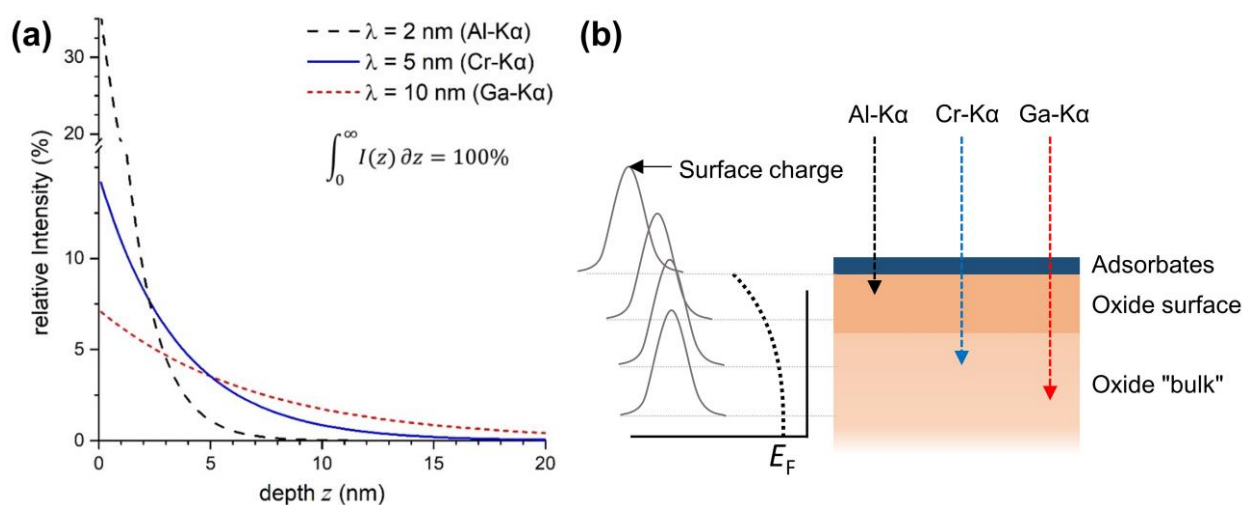 (a)
λ = 2 nm (Al-Kα)
λ = 5 nm (Cr-Kα)
λ = 10 nm (Ga-Kα)
∫₀^∞ I(z) ∂z = 100%
relative Intensity (%)
30
20
10
5
0
0 5 10 15 20
depth z (nm)
(b)
Al-Kα Cr-Kα Ga-Kα
Surface charge
Adsorbates
Oxide surface
Oxide "bulk"
E_F